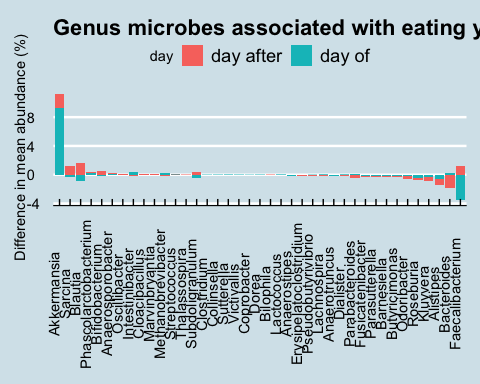 Genus microbes associated with eating y
day day after day of
Difference in mean abundance (%)
8
4
0
-4
Akkermansia
Sarcina
Blautia
Phascolarctobacterium
Bifidobacterium
Anaerosporobacter
Oscillibacter
Intestinibacter
Cloacibacillus
Marvinbryantia
Methanobrevibacter
Streptococcus
Thalassospira
Subdoligranulum
Clostridium
Collinsella
Sutterella
Victivallis
Coprobacter
Dorea
Bilophila
Lactococcus
Anaerostipes
Erysipelatoclostridium
Pseudobutyrivibrio
Lachnospira
Anaerotruncus
Dialister
Parabacteroides
Fusicatenibacter
Parasutterella
Barnesiella
Butyricimonas
Odoribacter
Roseburia
Kluyvera
Alistipes
Bacteroides
Faecalibacterium